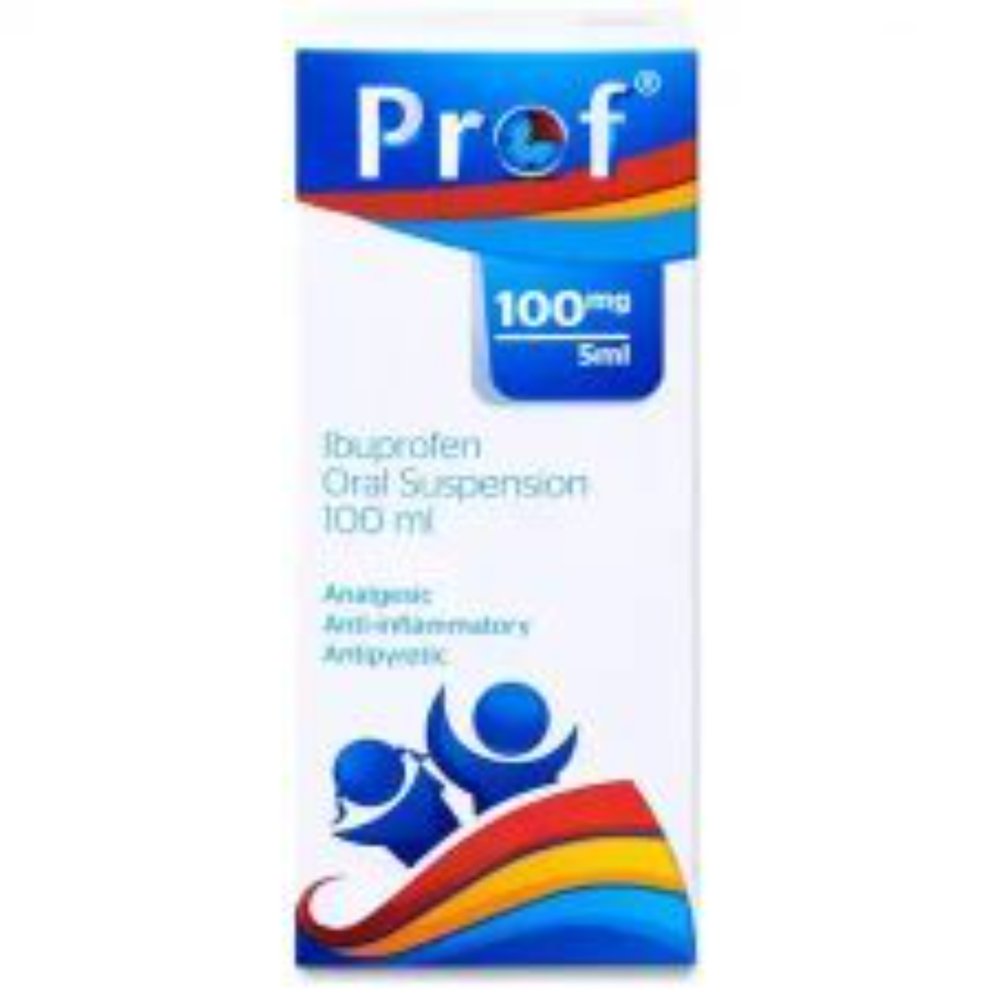 Prof®
100mg
5ml
Ibuprofen
Oral Suspension
100 ml
Analgesic
Anti-inflammatory
Antipyretic